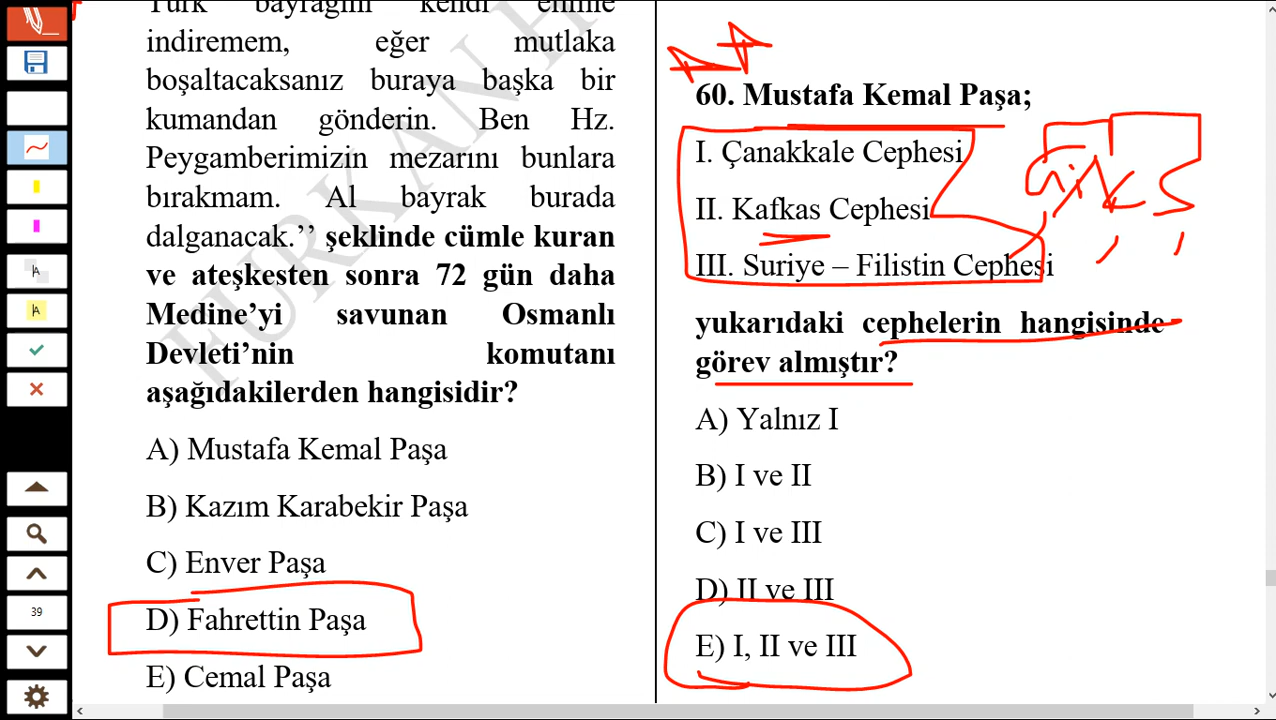 Türk bayrağını kendi elimle
indiremem, eğer mutlaka
boşaltacaksanız buraya başka bir
kumandan gönderin. Ben Hz.
Peygamberimizin mezarını bunlara
bırakmam. Al bayrak burada
dalganacak.’’ şeklinde cümle kuran
ve ateşkesten sonra 72 gün daha
Medine’yi savunan Osmanlı
Devleti’nin komutanı
aşağıdakilerden hangisidir?
A) Mustafa Kemal Paşa
B) Kazım Karabekir Paşa
C) Enver Paşa
D) Fahrettin Paşa
E) Cemal Paşa
FURKAN H
60. Mustafa Kemal Paşa;
I. Çanakkale Cephesi
II. Kafkas Cephesi
III. Suriye – Filistin Cephesi
yukarıdaki cephelerin hangisinde
görev almıştır?
A) Yalnız I
B) I ve II
C) I ve III
D) II ve III
E) I, II ve III
39